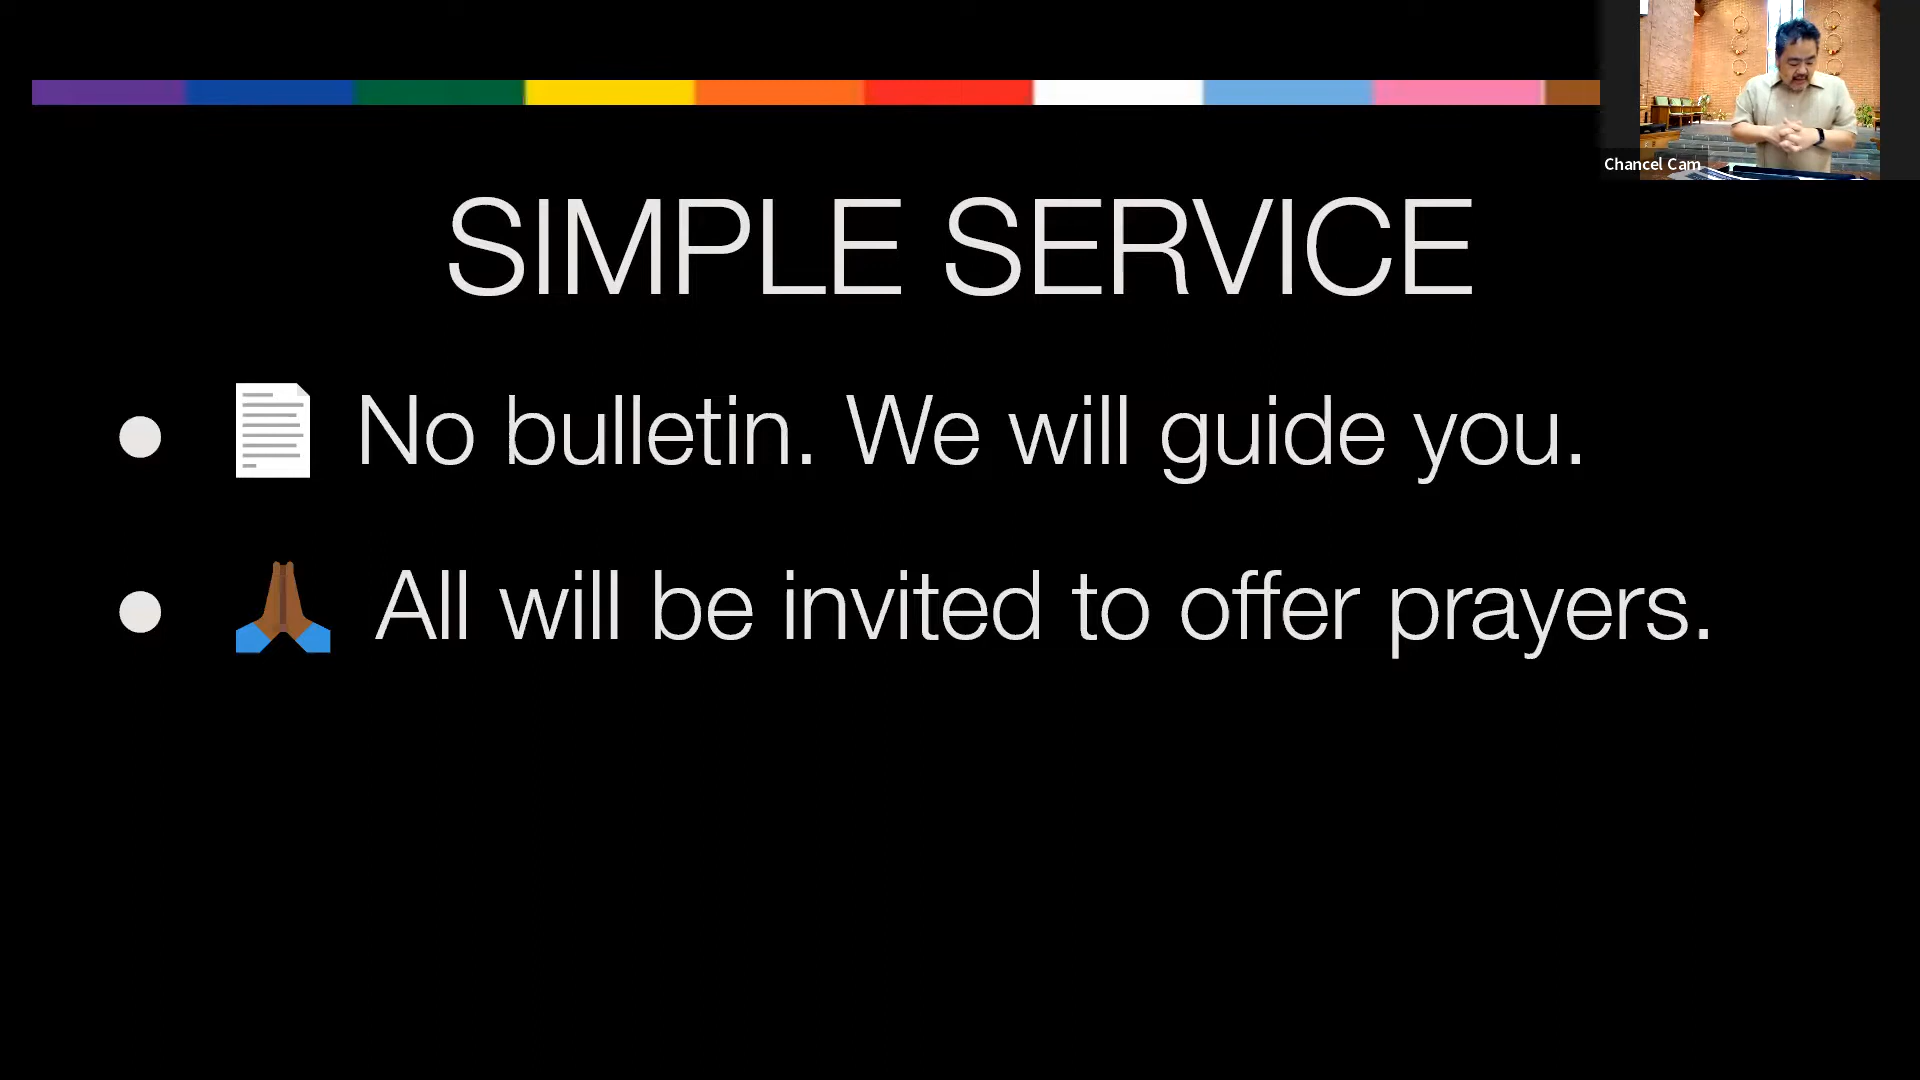 Chancel Cam
SIMPLE SERVICE
No bulletin. We will guide you.
All will be invited to offer prayers.